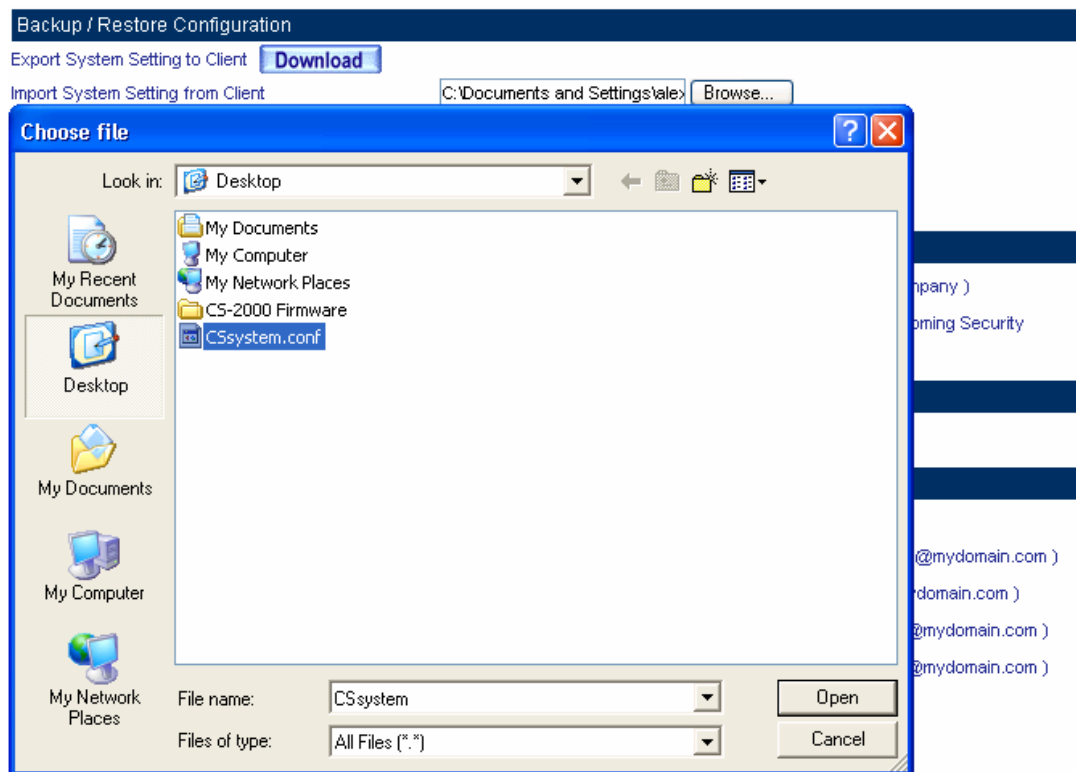 Backup / Restore Configuration
Export System Setting to Client Download
Import System Setting from Client C:\Documents and Settings\alex Browse...
Choose file
Look in: Desktop
My Documents
My Computer
My Network Places
CS-2000 Firmware
CSsystem.conf
My Recent
Documents
Desktop
My Documents
My Computer
My Network
Places
File name: CSsystem Open
Files of type: All Files (*.*) Cancel
)
Security
@mydomain.com )
domain.com )
@mydomain.com )
@mydomain.com )